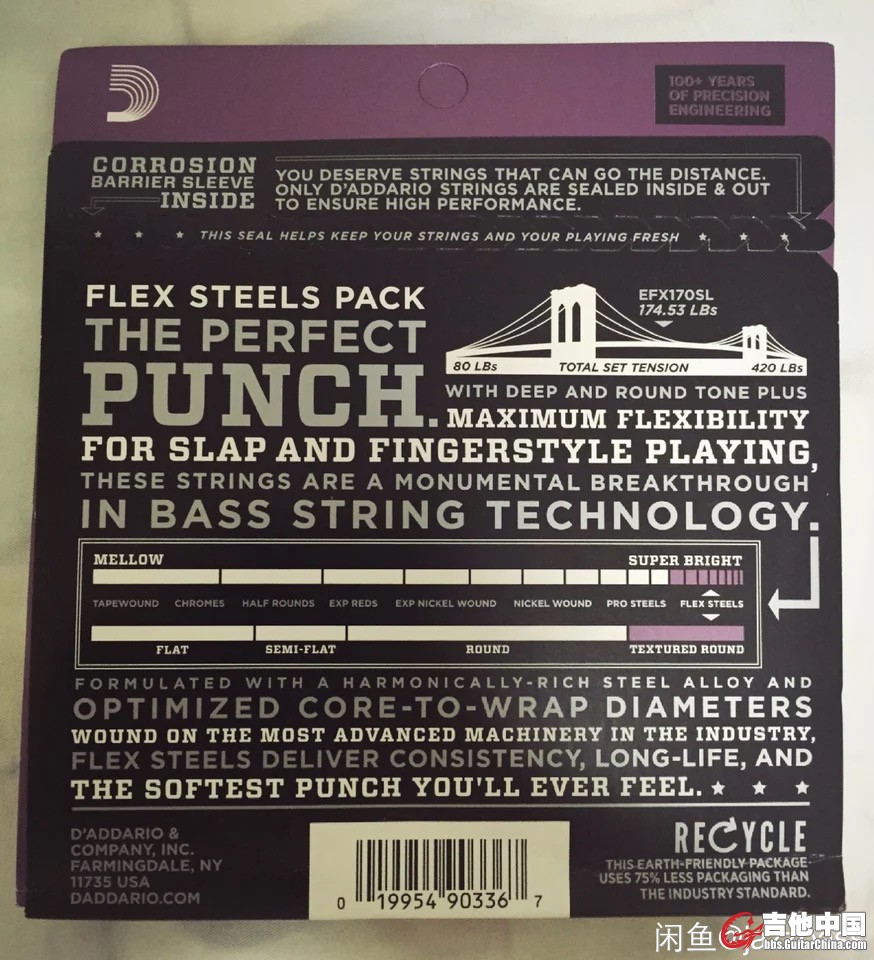 100+ YEARS
OF PRECISION
ENGINEERING
CORROSION
BARRIER SLEEVE
INSIDE
YOU DESERVE STRINGS THAT CAN GO THE DISTANCE.
ONLY D'ADDARIO STRINGS ARE SEALED INSIDE & OUT
TO ENSURE HIGH PERFORMANCE.
THIS SEAL HELPS KEEP YOUR STRINGS AND YOUR PLAYING FRESH
FLEX STEELS PACK
THE PERFECT
PUNCH.
EFX170SL
174.53 LBs
80 LBs TOTAL SET TENSION 420 LBs
WITH DEEP AND ROUND TONE PLUS
MAXIMUM FLEXIBILITY
FOR SLAP AND FINGERSTYLE PLAYING,
THESE STRINGS ARE A MONUMENTAL BREAKTHROUGH
IN BASS STRING TECHNOLOGY.
MELLOW SUPER BRIGHT
TAPEWOUND CHROMES HALF ROUNDS EXP REDS EXP NICKEL WOUND NICKEL WOUND PRO STEELS FLEX STEELS
FLAT SEMI-FLAT ROUND TEXTURED ROUND
FORMULATED WITH A HARMONICALLY-RICH STEEL ALLOY AND
OPTIMIZED CORE-TO-WRAP DIAMETERS
WOUND ON THE MOST ADVANCED MACHINERY IN THE INDUSTRY,
FLEX STEELS DELIVER CONSISTENCY, LONG-LIFE, AND
THE SOFTEST PUNCH YOU'LL EVER FEEL.
D'ADDARIO &
COMPANY, INC.
FARMINGDALE, NY
11735 USA
DADDARIO.COM
0 19954 90336 7
RECYCLE
THIS EARTH-FRIENDLY PACKAGE
USES 75% LESS PACKAGING THAN
THE INDUSTRY STANDARD.
闲鱼@ja
吉他中国
bbs.GuitarChina.com